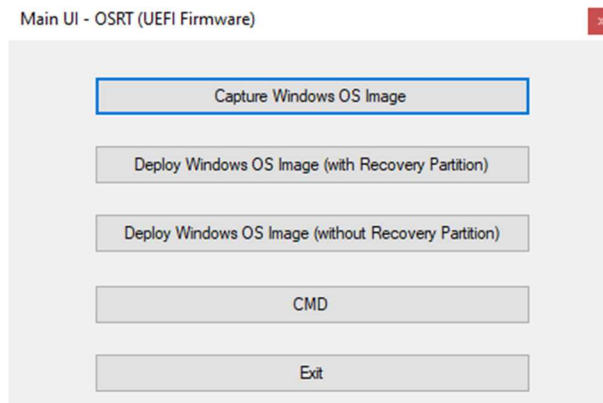 Main UI - OSRT (UEFI Firmware)
Capture Windows OS Image
Deploy Windows OS Image (with Recovery Partition)
Deploy Windows OS Image (without Recovery Partition)
CMD
Exit